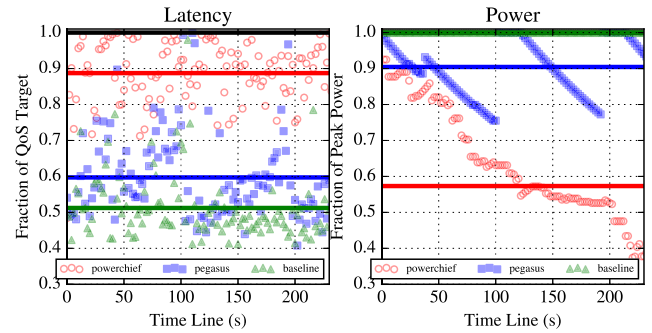 Latency
Fraction of QoS Target
1.0
0.9
0.8
0.7
0.6
0.5
0.4
0.3
powerchief pegasus baseline
0 50 100 150 200
Time Line (s)
Power
Fraction of Peak Power
1.0
0.9
0.8
0.7
0.6
0.5
0.4
0.3
powerchief pegasus baseline
0 50 100 150 200
Time Line (s)